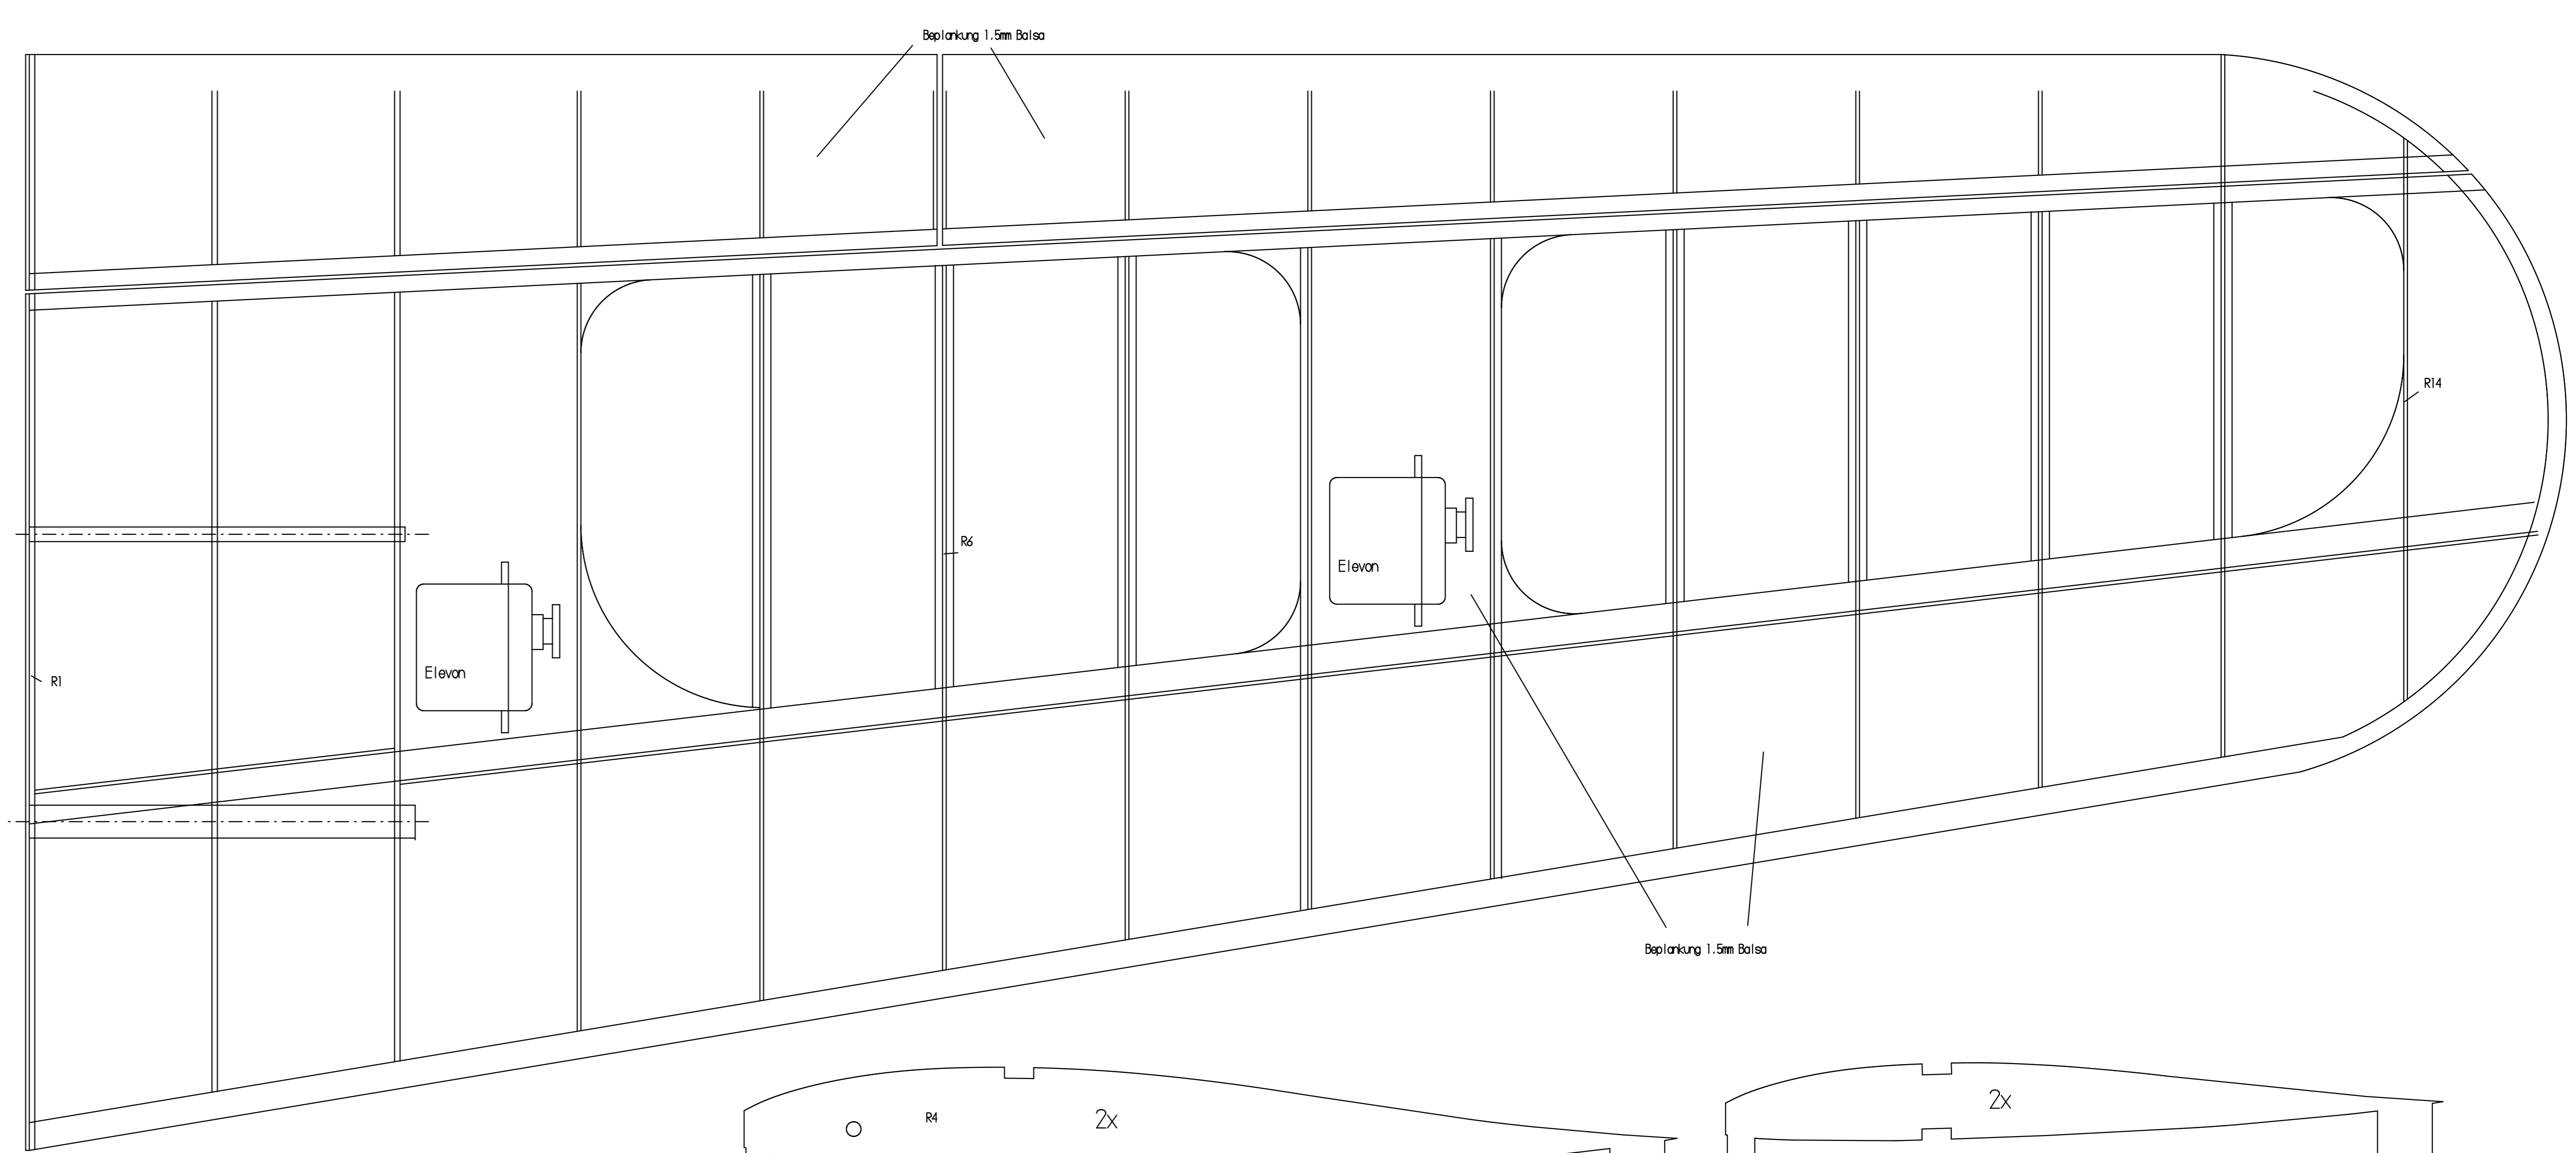 Beplankung 1.5mm Balsa
R14
R6
Elevon
Elevon
R1
Beplankung 1.5mm Balsa
2x
R4
2x